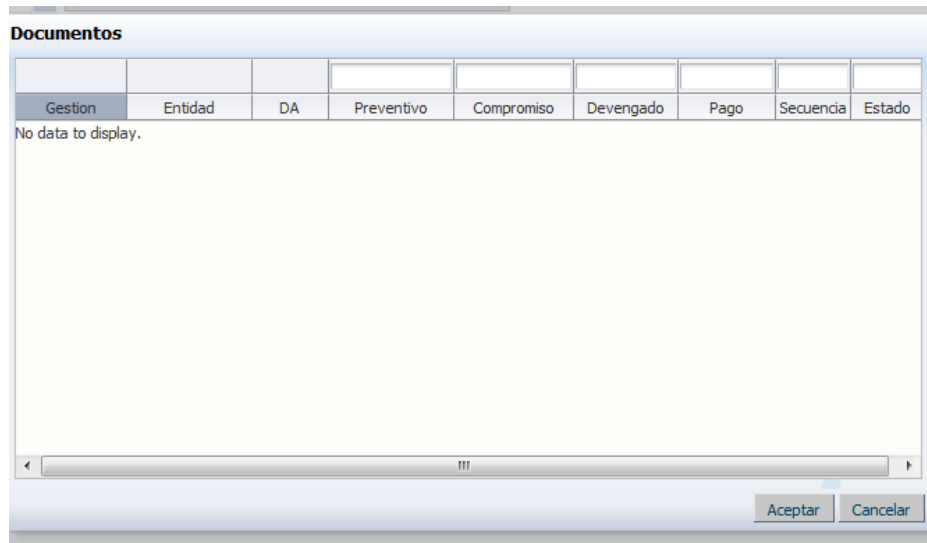 Documentos
Gestion Entidad DA Preventivo Compromiso Devengado Pago Secuencia Estado
No data to display.
Aceptar Cancelar